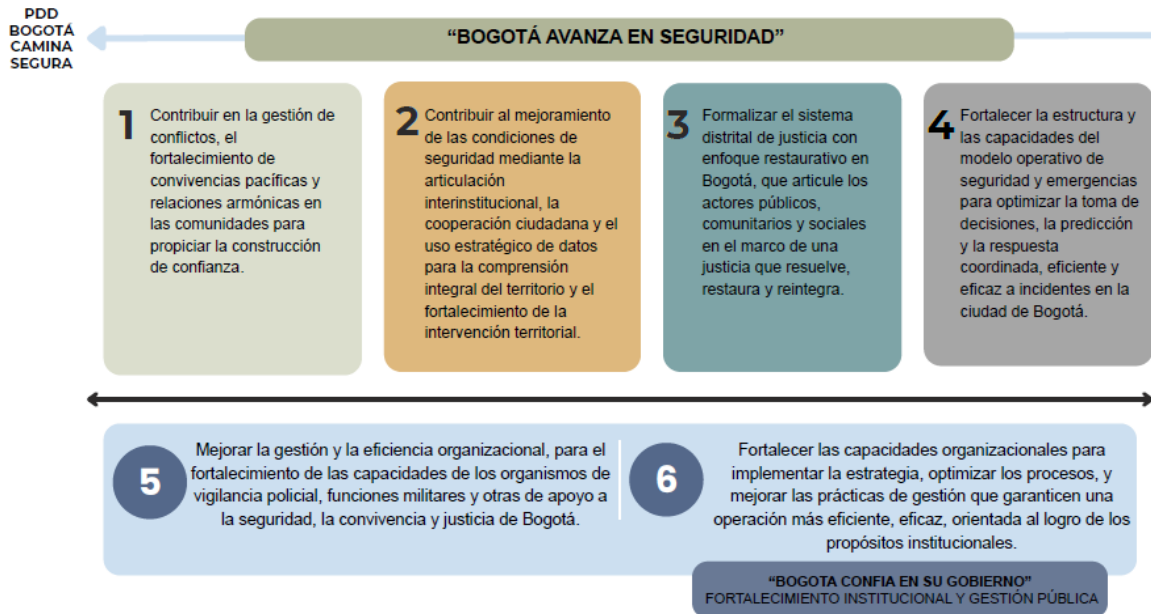 PDD
BOGOTÁ
CAMINA
SEGURA
“BOGOTÁ AVANZA EN SEGURIDAD”
1
Contribuir en la gestión de
conflictos, el
fortalecimiento de
convivencias pacíficas y
relaciones armónicas en
las comunidades para
propiciar la construcción
de confianza.
2
Contribuir al mejoramiento
de las condiciones de
seguridad mediante la
articulación
interinstitucional, la
cooperación ciudadana y el
uso estratégico de datos
para la comprensión
integral del territorio y el
fortalecimiento de la
intervención territorial.
3
Formalizar el sistema
distrital de justicia con
enfoque restaurativo en
Bogotá, que articule los
actores públicos,
comunitarios y sociales
en el marco de una
justicia que resuelve,
restaura y reintegra.
4
Fortalecer la estructura y
las capacidades del
modelo operativo de
seguridad y emergencias
para optimizar la toma de
decisiones, la predicción
y la respuesta
coordinada, eficiente y
eficaz a incidentes en la
ciudad de Bogotá.
5
Mejorar la gestión y la eficiencia organizacional, para el
fortalecimiento de las capacidades de los organismos de
vigilancia policial, funciones militares y otras de apoyo a
la seguridad, la convivencia y justicia de Bogotá.
6
Fortalecer las capacidades organizacionales para
implementar la estrategia, optimizar los procesos, y
mejorar las prácticas de gestión que garanticen una
operación más eficiente, eficaz, orientada al logro de los
propósitos institucionales.
“BOGOTA CONFIA EN SU GOBIERNO”
FORTALECIMIENTO INSTITUCIONAL Y GESTIÓN PÚBLICA